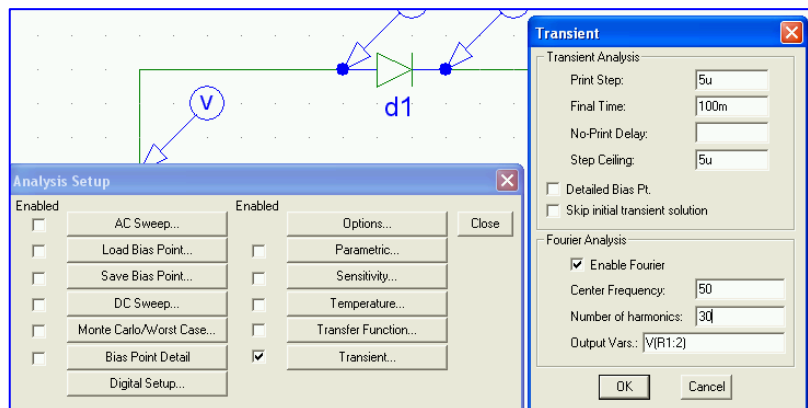 V
d1
Analysis Setup
Enabled Enabled
AC Sweep... Options... Close
Load Bias Point... Parametric...
Save Bias Point... Sensitivity...
DC Sweep... Temperature...
Monte Carlo/Worst Case... Transfer Function...
Bias Point Detail Transient...
Digital Setup...
Transient
Transient Analysis
Print Step: 5u
Final Time: 100m
No-Print Delay:
Step Ceiling: 5u
Detailed Bias Pt.
Skip initial transient solution
Fourier Analysis
Enable Fourier
Center Frequency: 50
Number of harmonics: 30
Output Vars.: V(R1:2)
OK Cancel